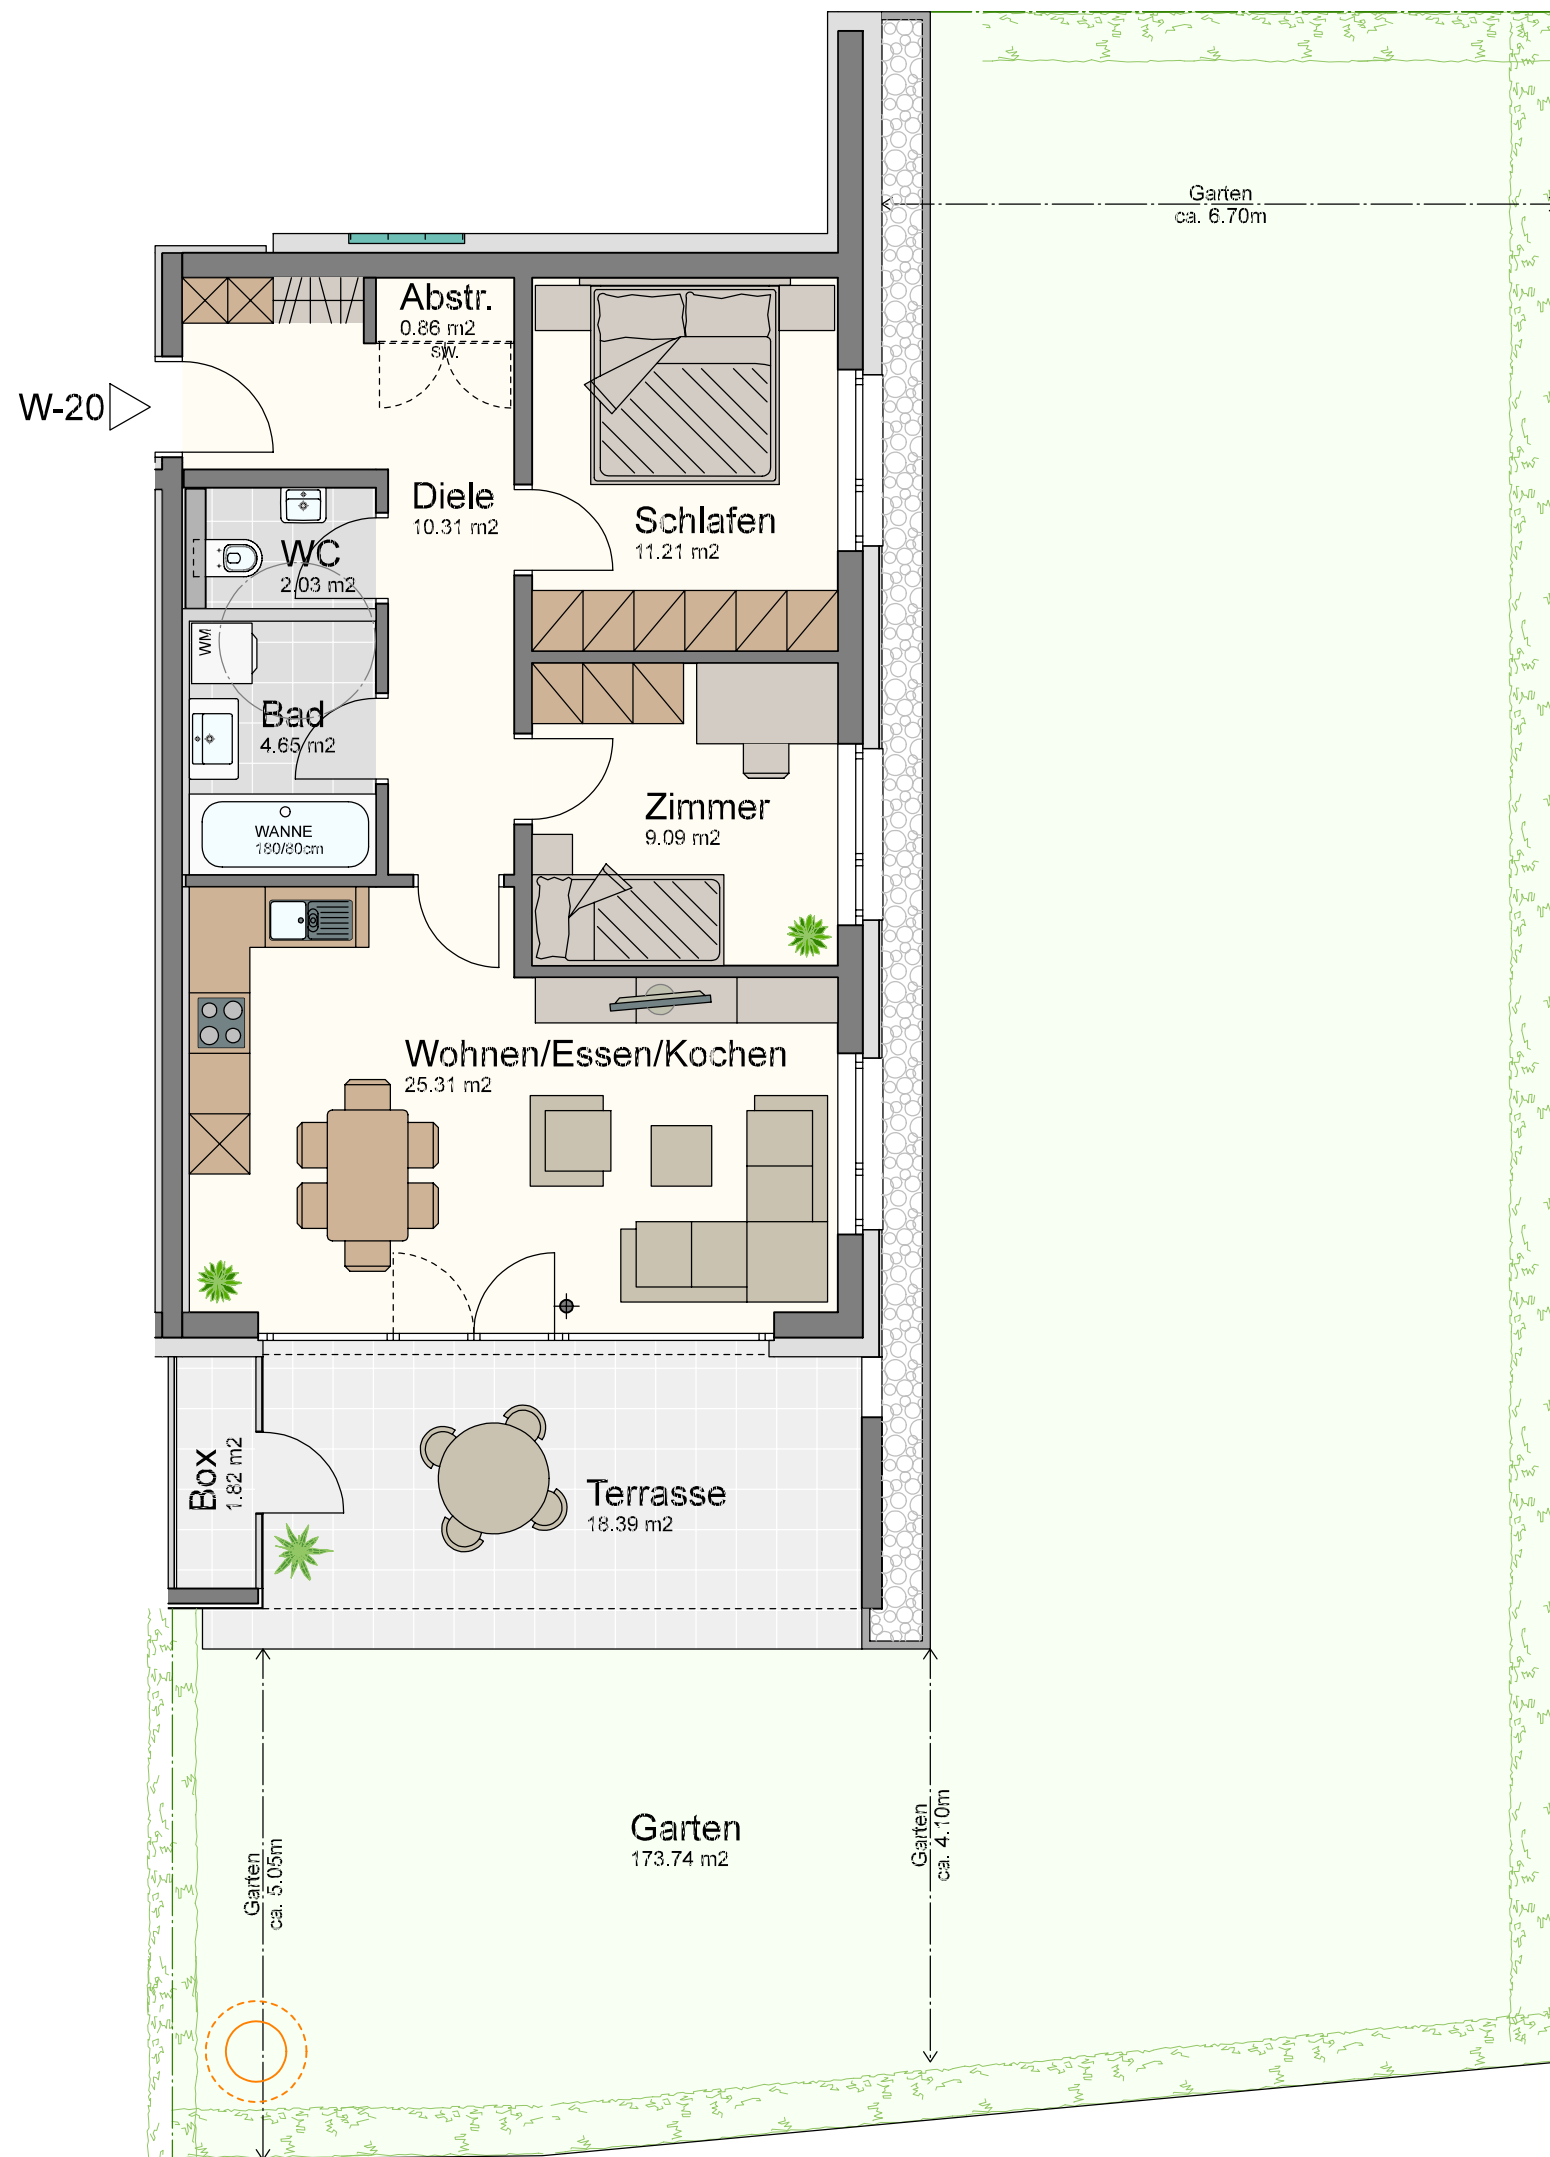 Garten
ca. 6.70m
Abstr.
0.86 m2
sw.
W-20
Diele
10.31 m2
Schlafen
11.21 m2
WC
2.03 m2
WM
Bad
4.65 m2
Zimmer
9.09 m2
WANNE
180/80cm
Wohnen/Essen/Kochen
25.31 m2
Box
1.82 m2
Terrasse
18.39 m2
Garten
173.74 m2
Garten
ca. 4.10m
Garten
ca. 5.05m